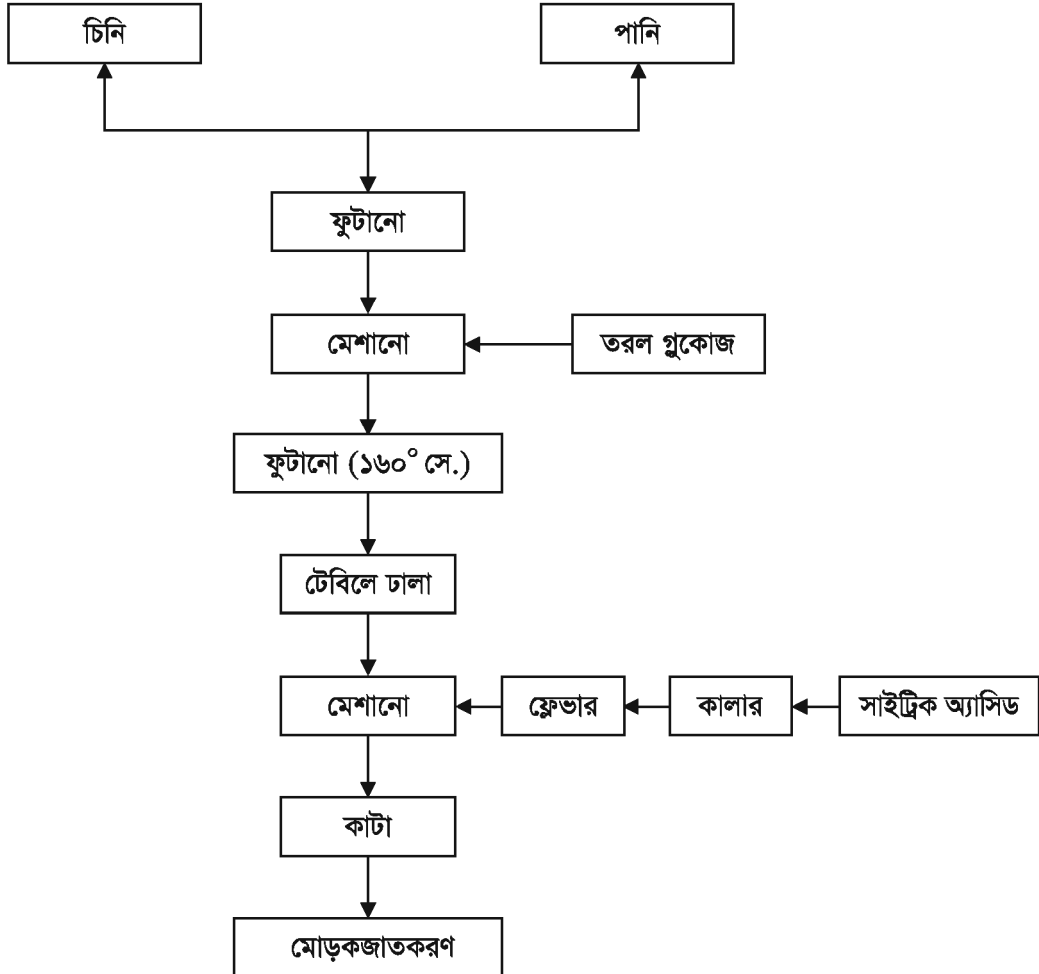 চিনি
পানি
ফুটানো
মেশানো
তরল গ্লুকোজ
ফুটানো (১৬০° সে.)
টেবিলে ঢালা
মেশানো
ফ্লেভার
কালার
সাইট্রিক অ্যাসিড
কাটা
মোড়কজাতকরণ